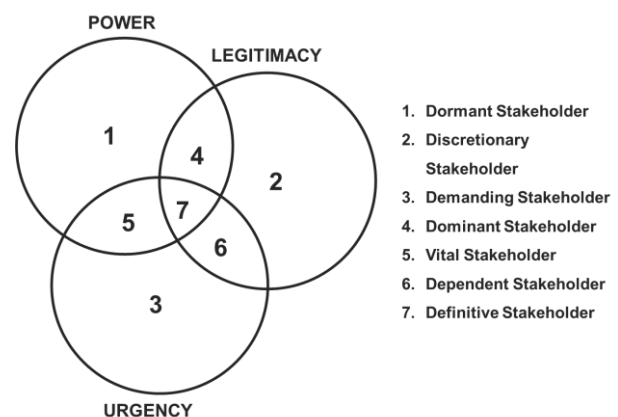 POWER
LEGITIMACY
1
4
2
5
7
6
3
URGENCY
1. Dormant Stakeholder
2. Discretionary
Stakeholder
3. Demanding Stakeholder
4. Dominant Stakeholder
5. Vital Stakeholder
6. Dependent Stakeholder
7. Definitive Stakeholder